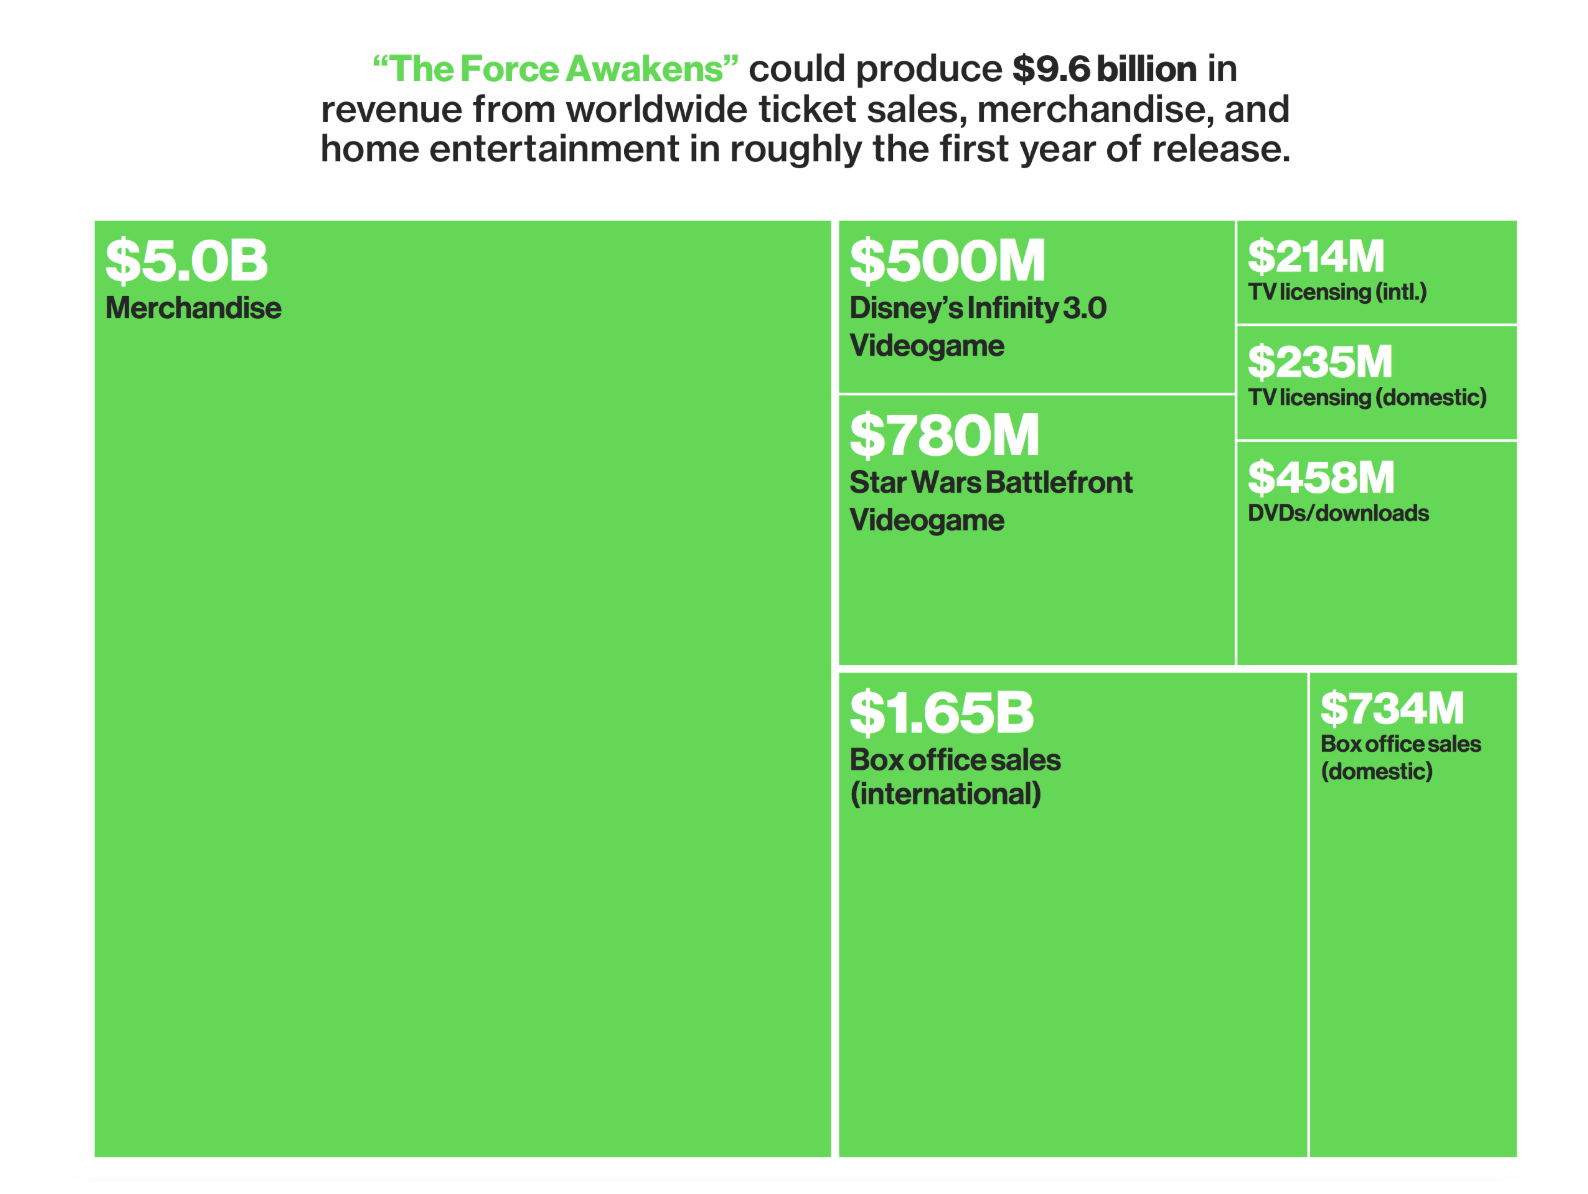 “The Force Awakens” could produce $9.6 billion in
revenue from worldwide ticket sales, merchandise, and
home entertainment in roughly the first year of release.
$5.0B
Merchandise
$500M
Disney’s Infinity 3.0
Videogame
$780M
Star Wars Battlefront
Videogame
$214M
TV licensing (intl.)
$235M
TV licensing (domestic)
$458M
DVDs/downloads
$1.65B
Box office sales
(international)
$734M
Box office sales
(domestic)